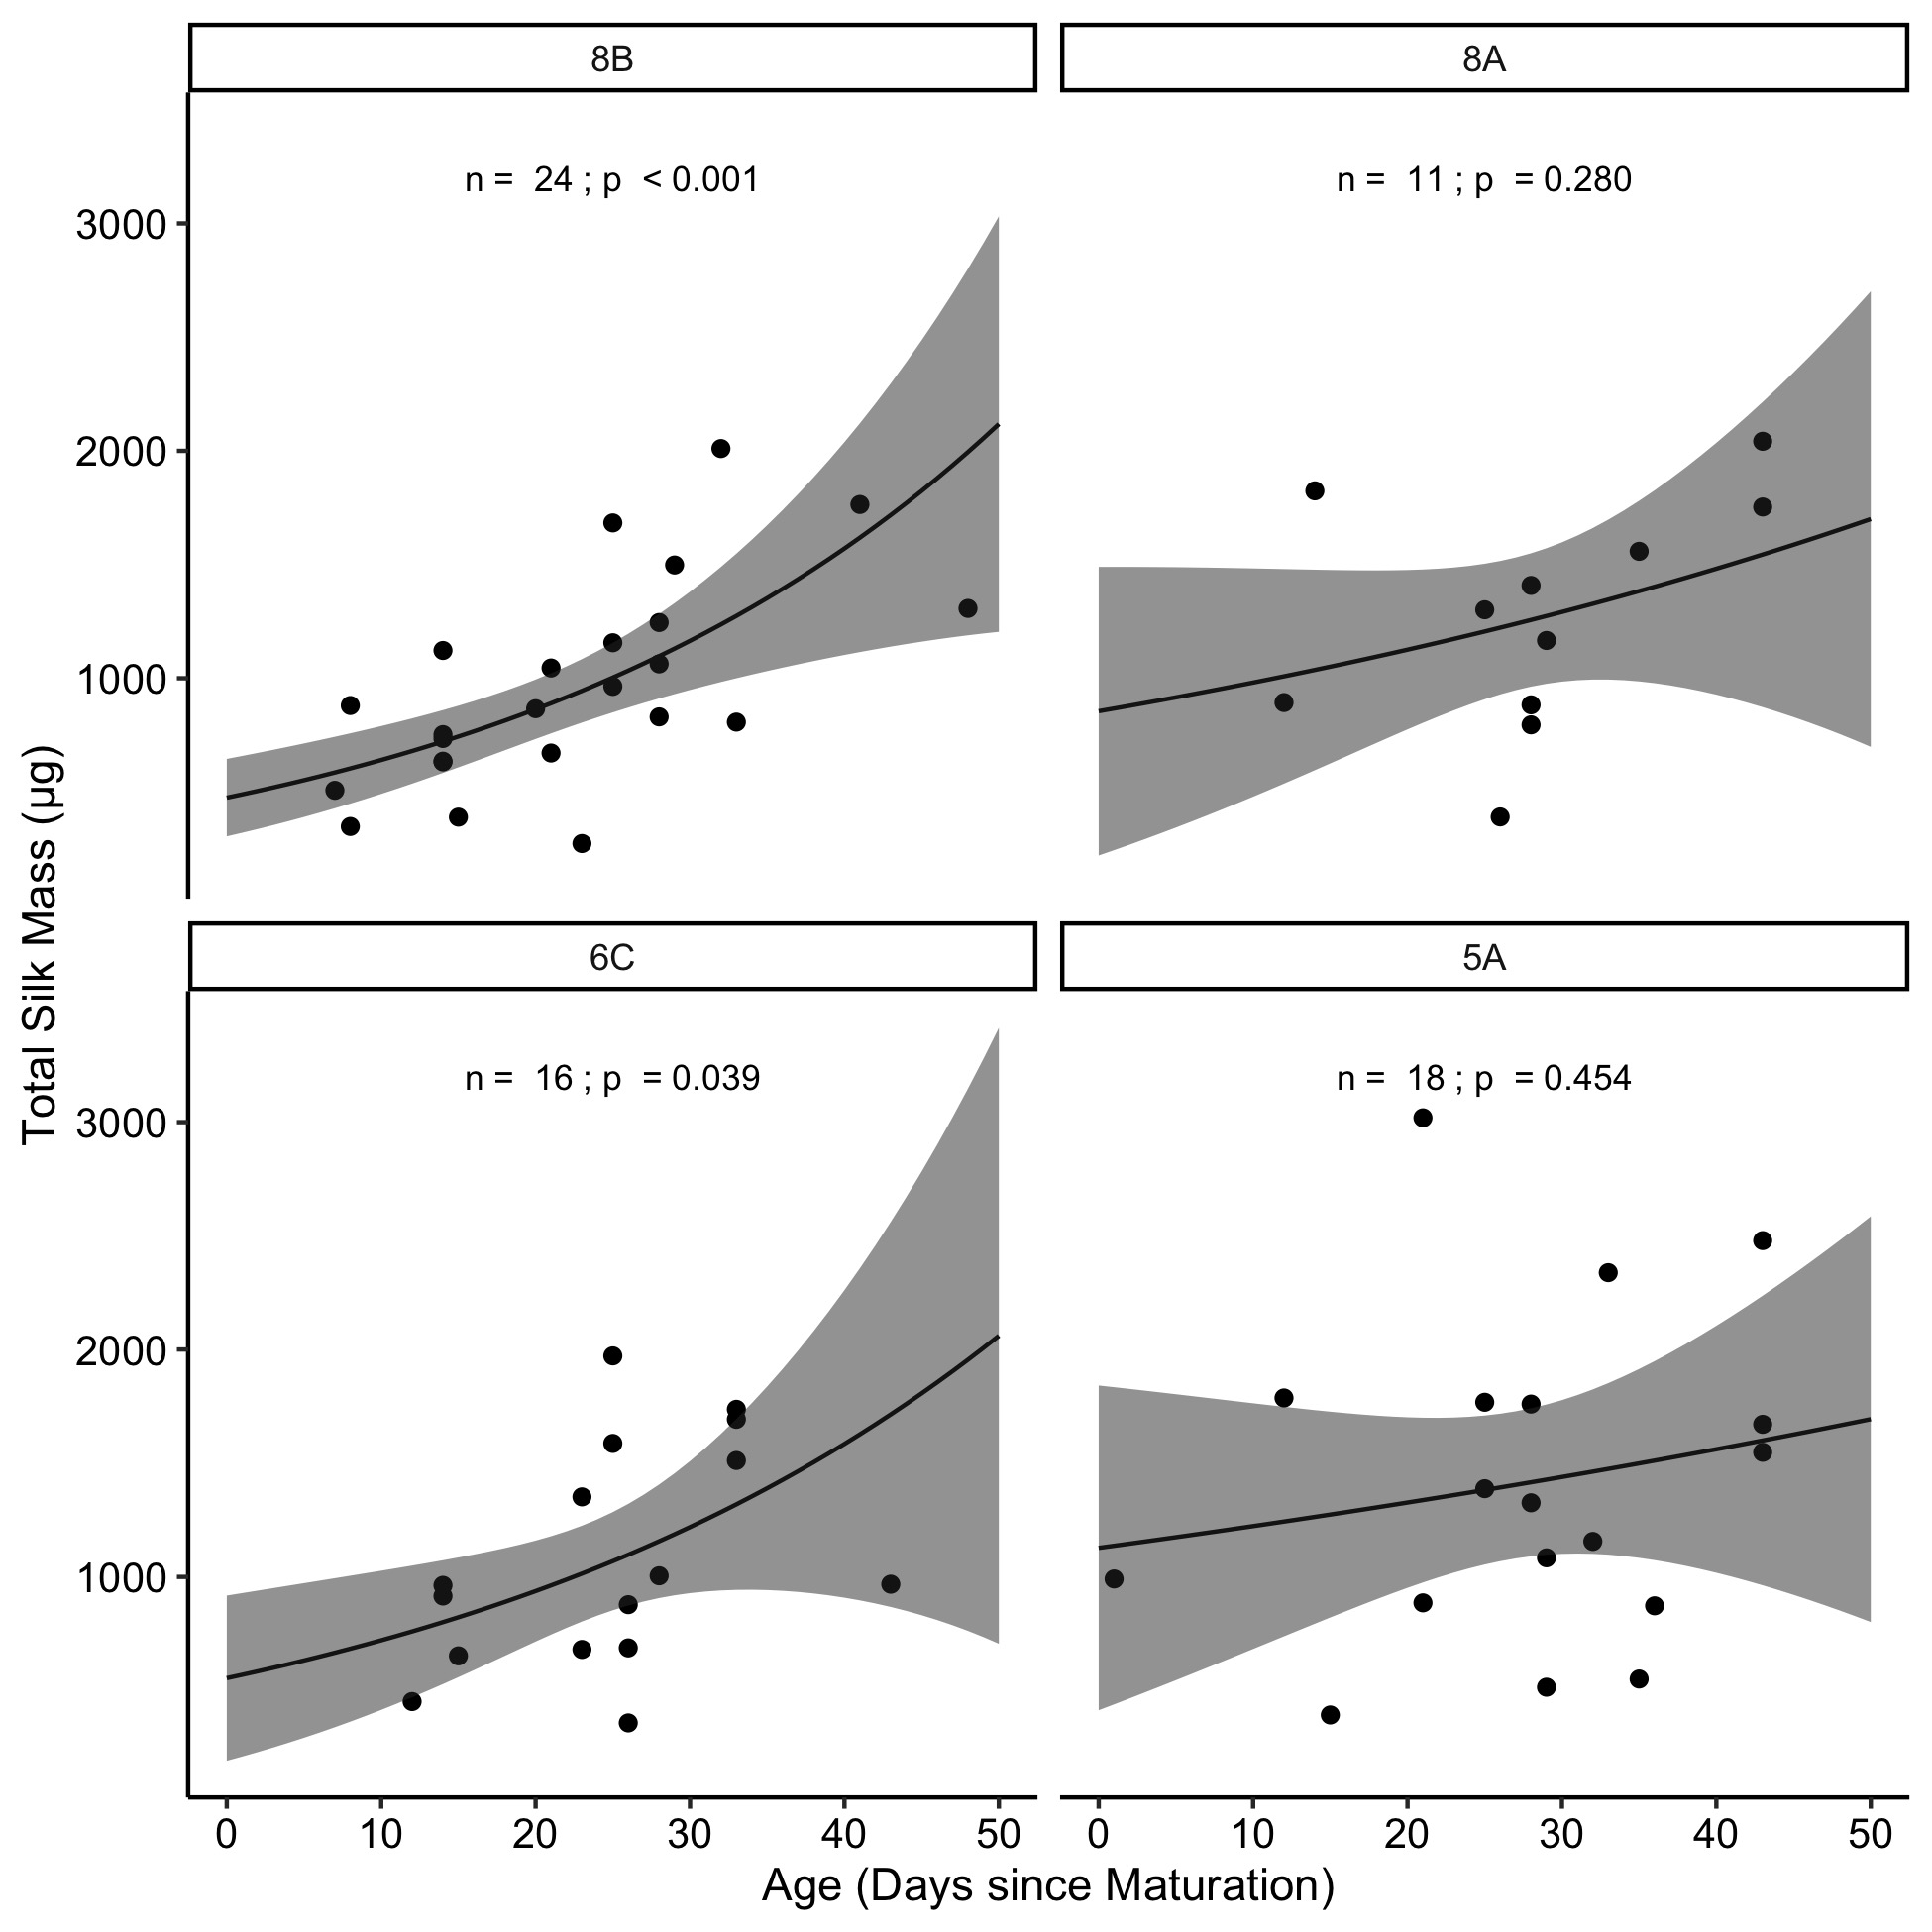 8B
8A
n = 24 ; p < 0.001
n = 11 ; p = 0.280
3000
2000
1000
6C
5A
n = 16 ; p = 0.039
n = 18 ; p = 0.454
3000
2000
1000
Total Silk Mass (µg)
0 10 20 30 40 50
0 10 20 30 40 50
Age (Days since Maturation)